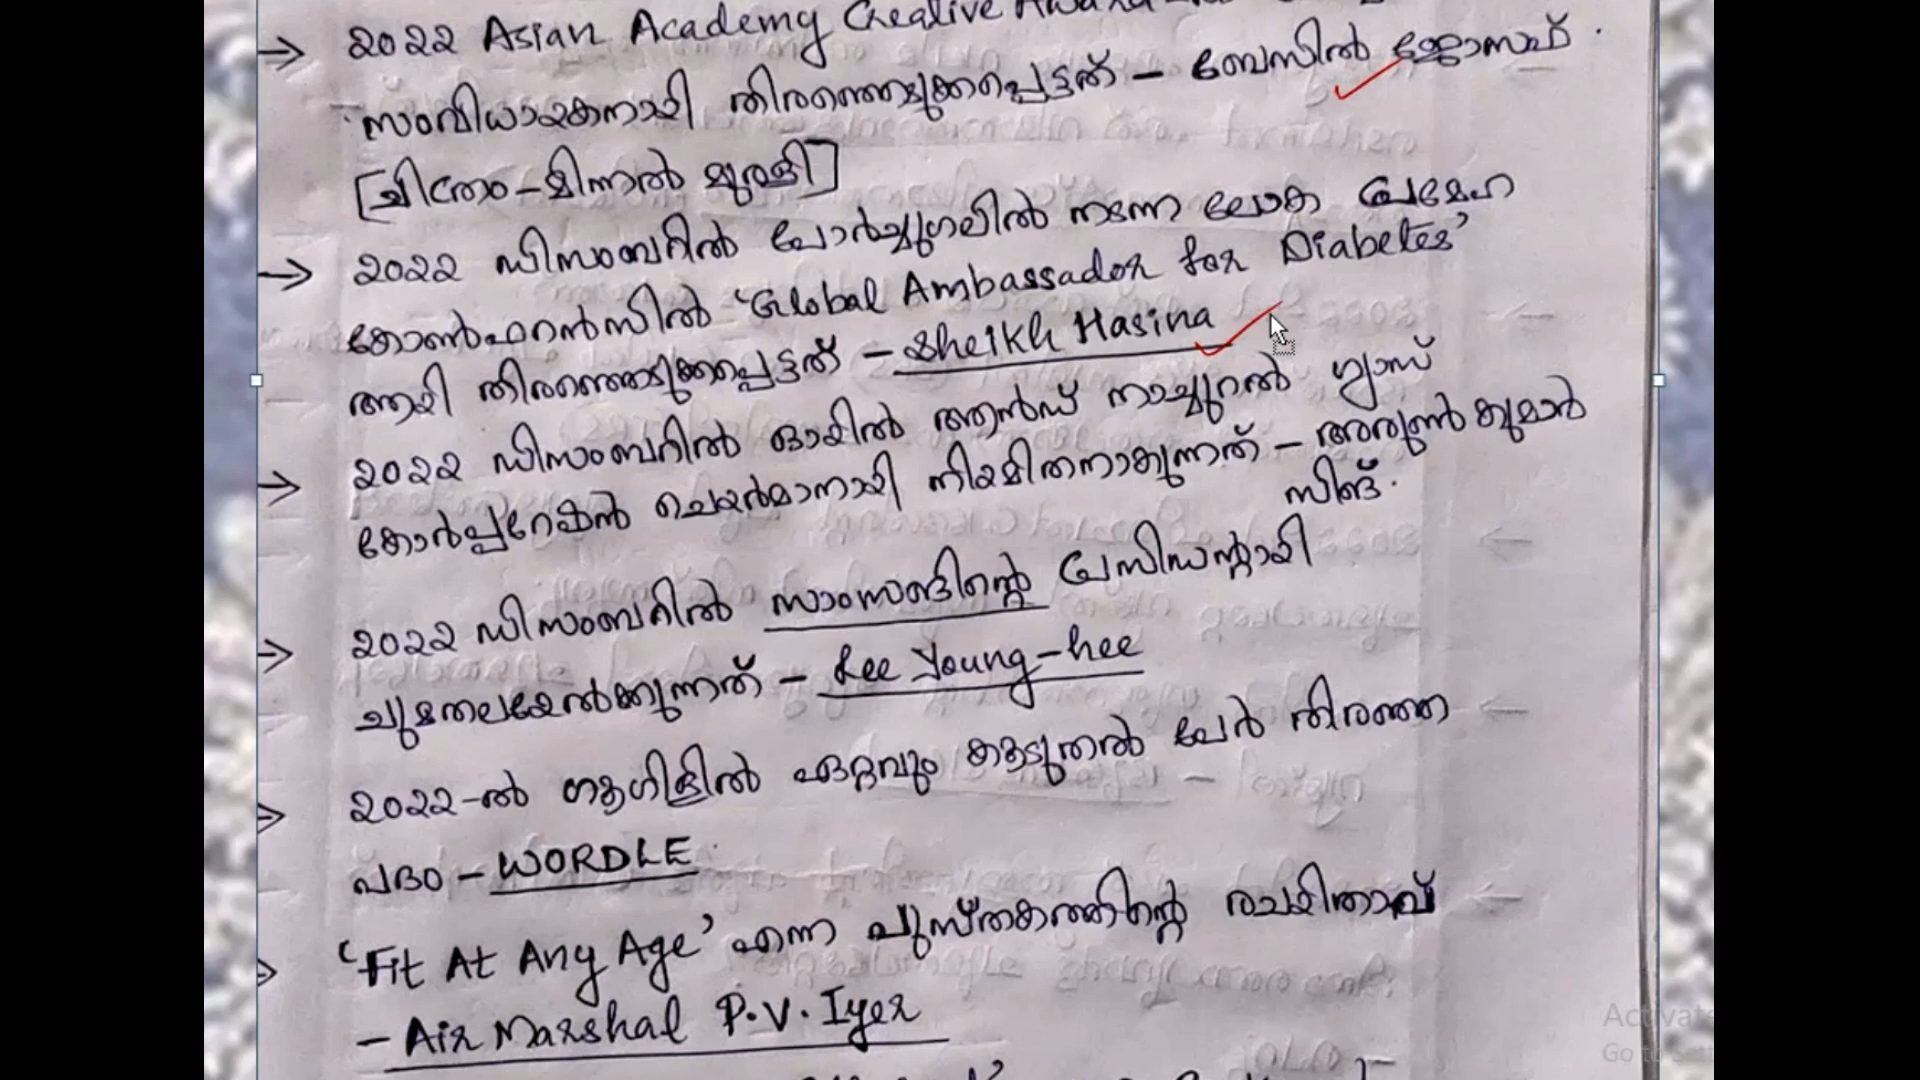 → 2022 Asian Academy Creative
സംവിധായകനായി തിരഞ്ഞെടുക്കപ്പെട്ടത് – ബേസിൽ ജോസഫ് .
[ചിത്രം – മിന്നൽ മുരളി]
→ 2022 ഡിസംബറിൽ പോർച്ചുഗലിൽ നടന്ന ലോക പ്രമേഹ
കോൺഫറൻസിൽ 'Global Ambassador for Diabetes'
ആയി തിരഞ്ഞെടുക്കപ്പെട്ടത് – Sheikh Hasina
→ 2022 ഡിസംബറിൽ ഓയിൽ ആൻഡ് നാച്ചുറൽ ഗ്യാസ്
കോർപ്പറേഷൻ ചെയർമാനായി നിയമിതനാകുന്നത് – അരുൺ കുമാർ
സിങ് .
→ 2022 ഡിസംബറിൽ സാംസങിന്റെ പ്രസിഡന്റായി
ചുമതലയേൽക്കുന്നത് – Lee Young-hee
→ 2022-ൽ ഗൂഗിളിൽ ഏറ്റവും കൂടുതൽ പേർ തിരഞ്ഞ
പദം – WORDLE
→ 'Fit At Any Age' എന്ന പുസ്തകത്തിന്റെ രചയിതാവ്
– Air Marshal P.V. Iyer